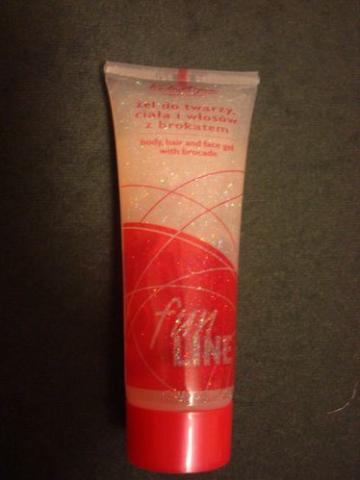 żel do twarzy,
ciała i włosów
z brokatem
body, hair and face gel
with brocade
fun
LINE